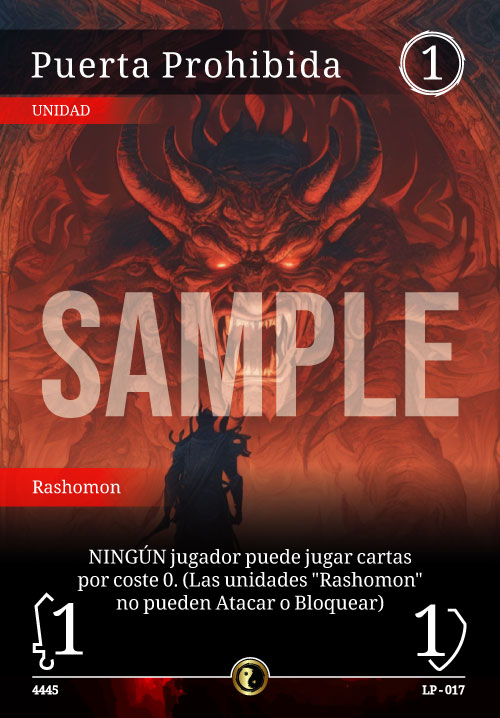 Puerta Prohibida
1
UNIDAD
SAMPLE
Rashomon
NINGÚN jugador puede jugar cartas
por coste 0. (Las unidades "Rashomon"
no pueden Atacar o Bloquear)
1
1
4445
LP - 017